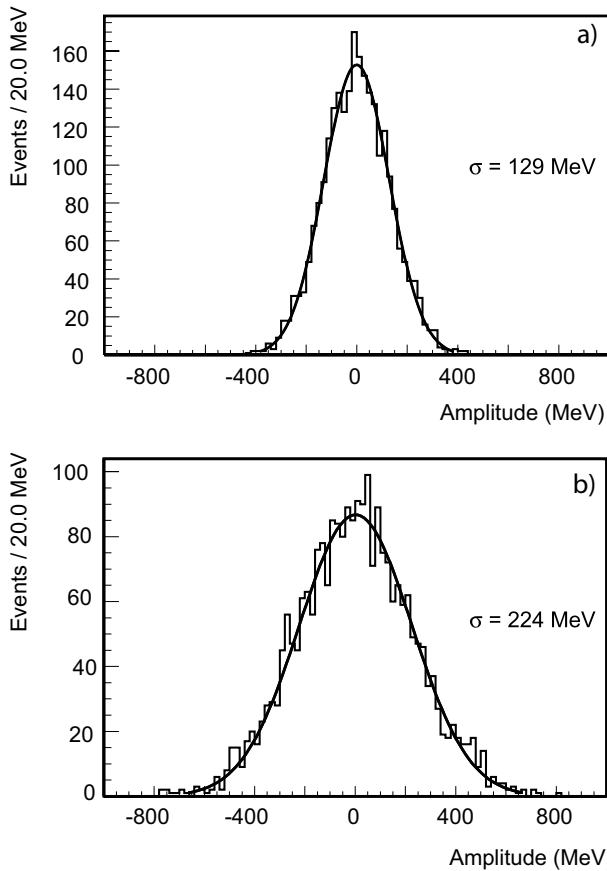 a)
Events / 20.0 MeV
160
140
120
100
80
60
40
20
0
σ = 129 MeV
-800 -400 0 400 800
Amplitude (MeV)
b)
Events / 20.0 MeV
100
80
60
40
20
0
σ = 224 MeV
-800 -400 0 400 800
Amplitude (MeV